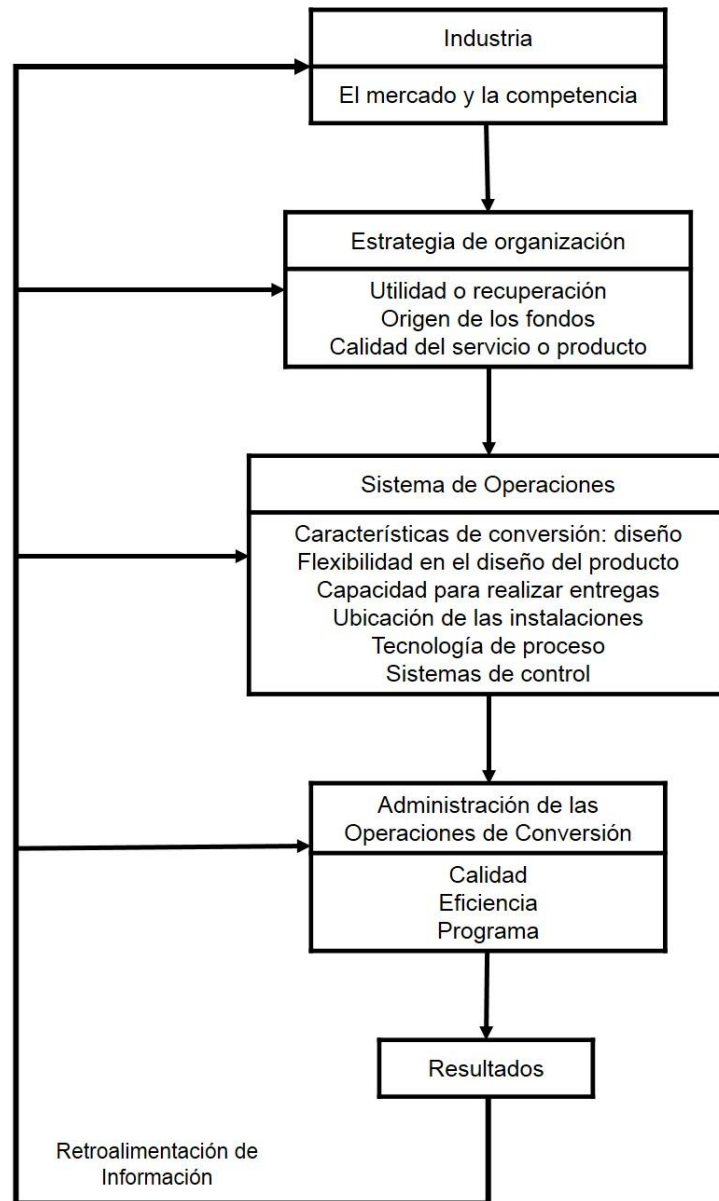 Industria
El mercado y la competencia
Estrategia de organización
Utilidad o recuperación
Origen de los fondos
Calidad del servicio o producto
Sistema de Operaciones
Características de conversión: diseño
Flexibilidad en el diseño del producto
Capacidad para realizar entregas
Ubicación de las instalaciones
Tecnología de proceso
Sistemas de control
Administración de las
Operaciones de Conversión
Calidad
Eficiencia
Programa
Resultados
Retroalimentación de
Información